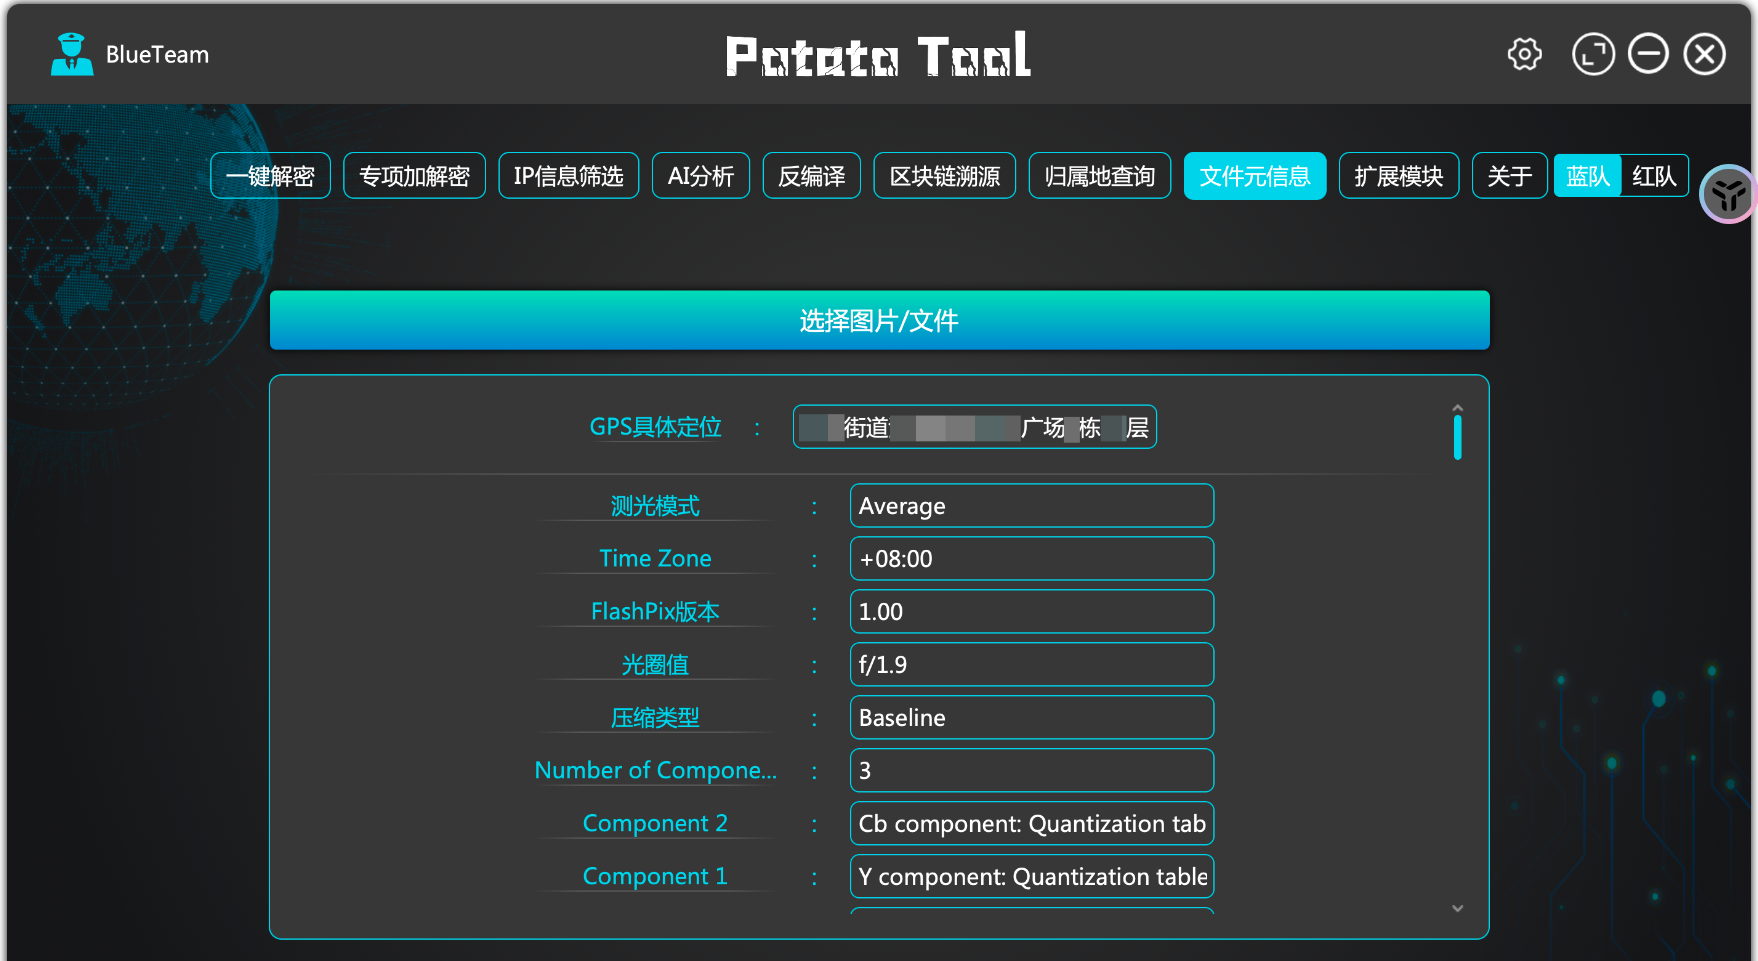 BlueTeam
Potato Tool
一键解密 专项加解密 IP信息筛选 AI分析 反编译 区块链溯源 归属地查询 文件元信息 扩展模块 关于 蓝队 红队
选择图片/文件
GPS具体定位 : 街道 广场 栋 层
测光模式 : Average
Time Zone : +08:00
FlashPix版本 : 1.00
光圈值 : f/1.9
压缩类型 : Baseline
Number of Compone... : 3
Component 2 : Cb component: Quantization tab
Component 1 : Y component: Quantization table